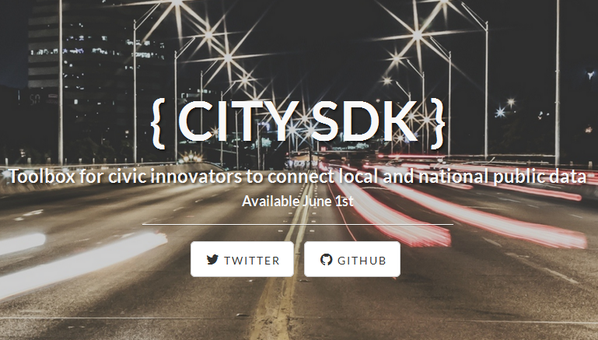 { CITY SDK }
Toolbox for civic innovators to connect local and national public data
Available June 1st
TWITTER GITHUB